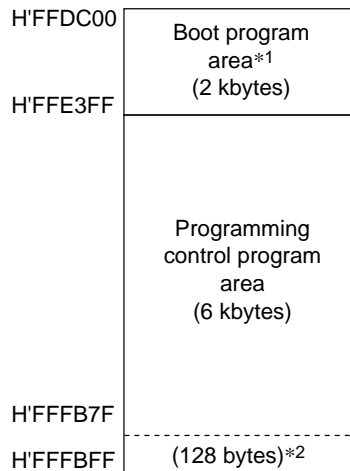 H'FFDC00
Boot program
area*1
(2 kbytes)
H'FFE3FF
Programming
control program
area
(6 kbytes)
H'FFFB7F
(128 bytes)*2
H'FFFBFF